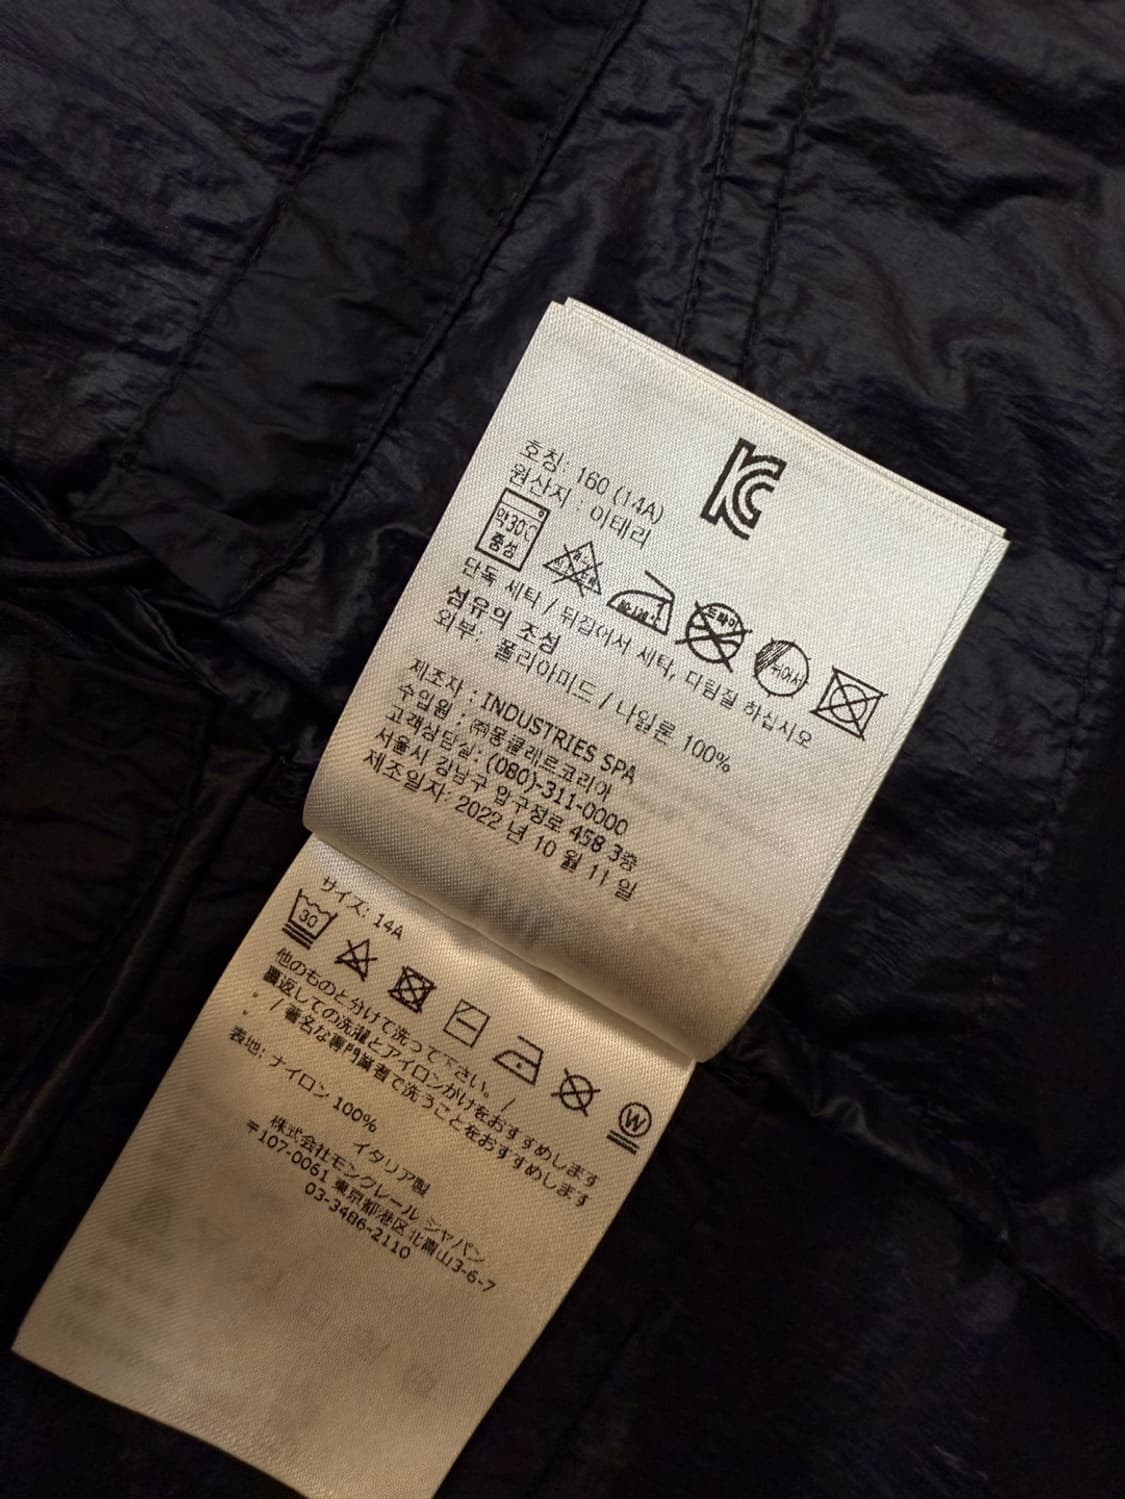 KC
호칭: 160 (14A)
원산지 : 이태리
약30℃
중성
드라이
뉘어서
단독 세탁 / 뒤집어서 세탁, 다림질 하십시오
섬유의 조성
외부: 폴리아미드 / 나일론 100%
제조자 : INDUSTRIES SPA
수입원 : ㈜몽클레르코리아
고객상담실: (080)-311-0000
서울시 강남구 압구정로 458 3층
제조일자: 2022 년 10 월 11 일
サイズ: 14A
30
W
他のものと分けて洗って下さい。 /
裏返しての洗濯とアイロンがけをおすすめします
。 / 著名な専門業者で洗うことをおすすめします
。
表地: ナイロン 100%
イタリア製
株式会社モンクレール ジャパン
〒107-0061 東京都港区北青山3-6-7
03-3486-2110